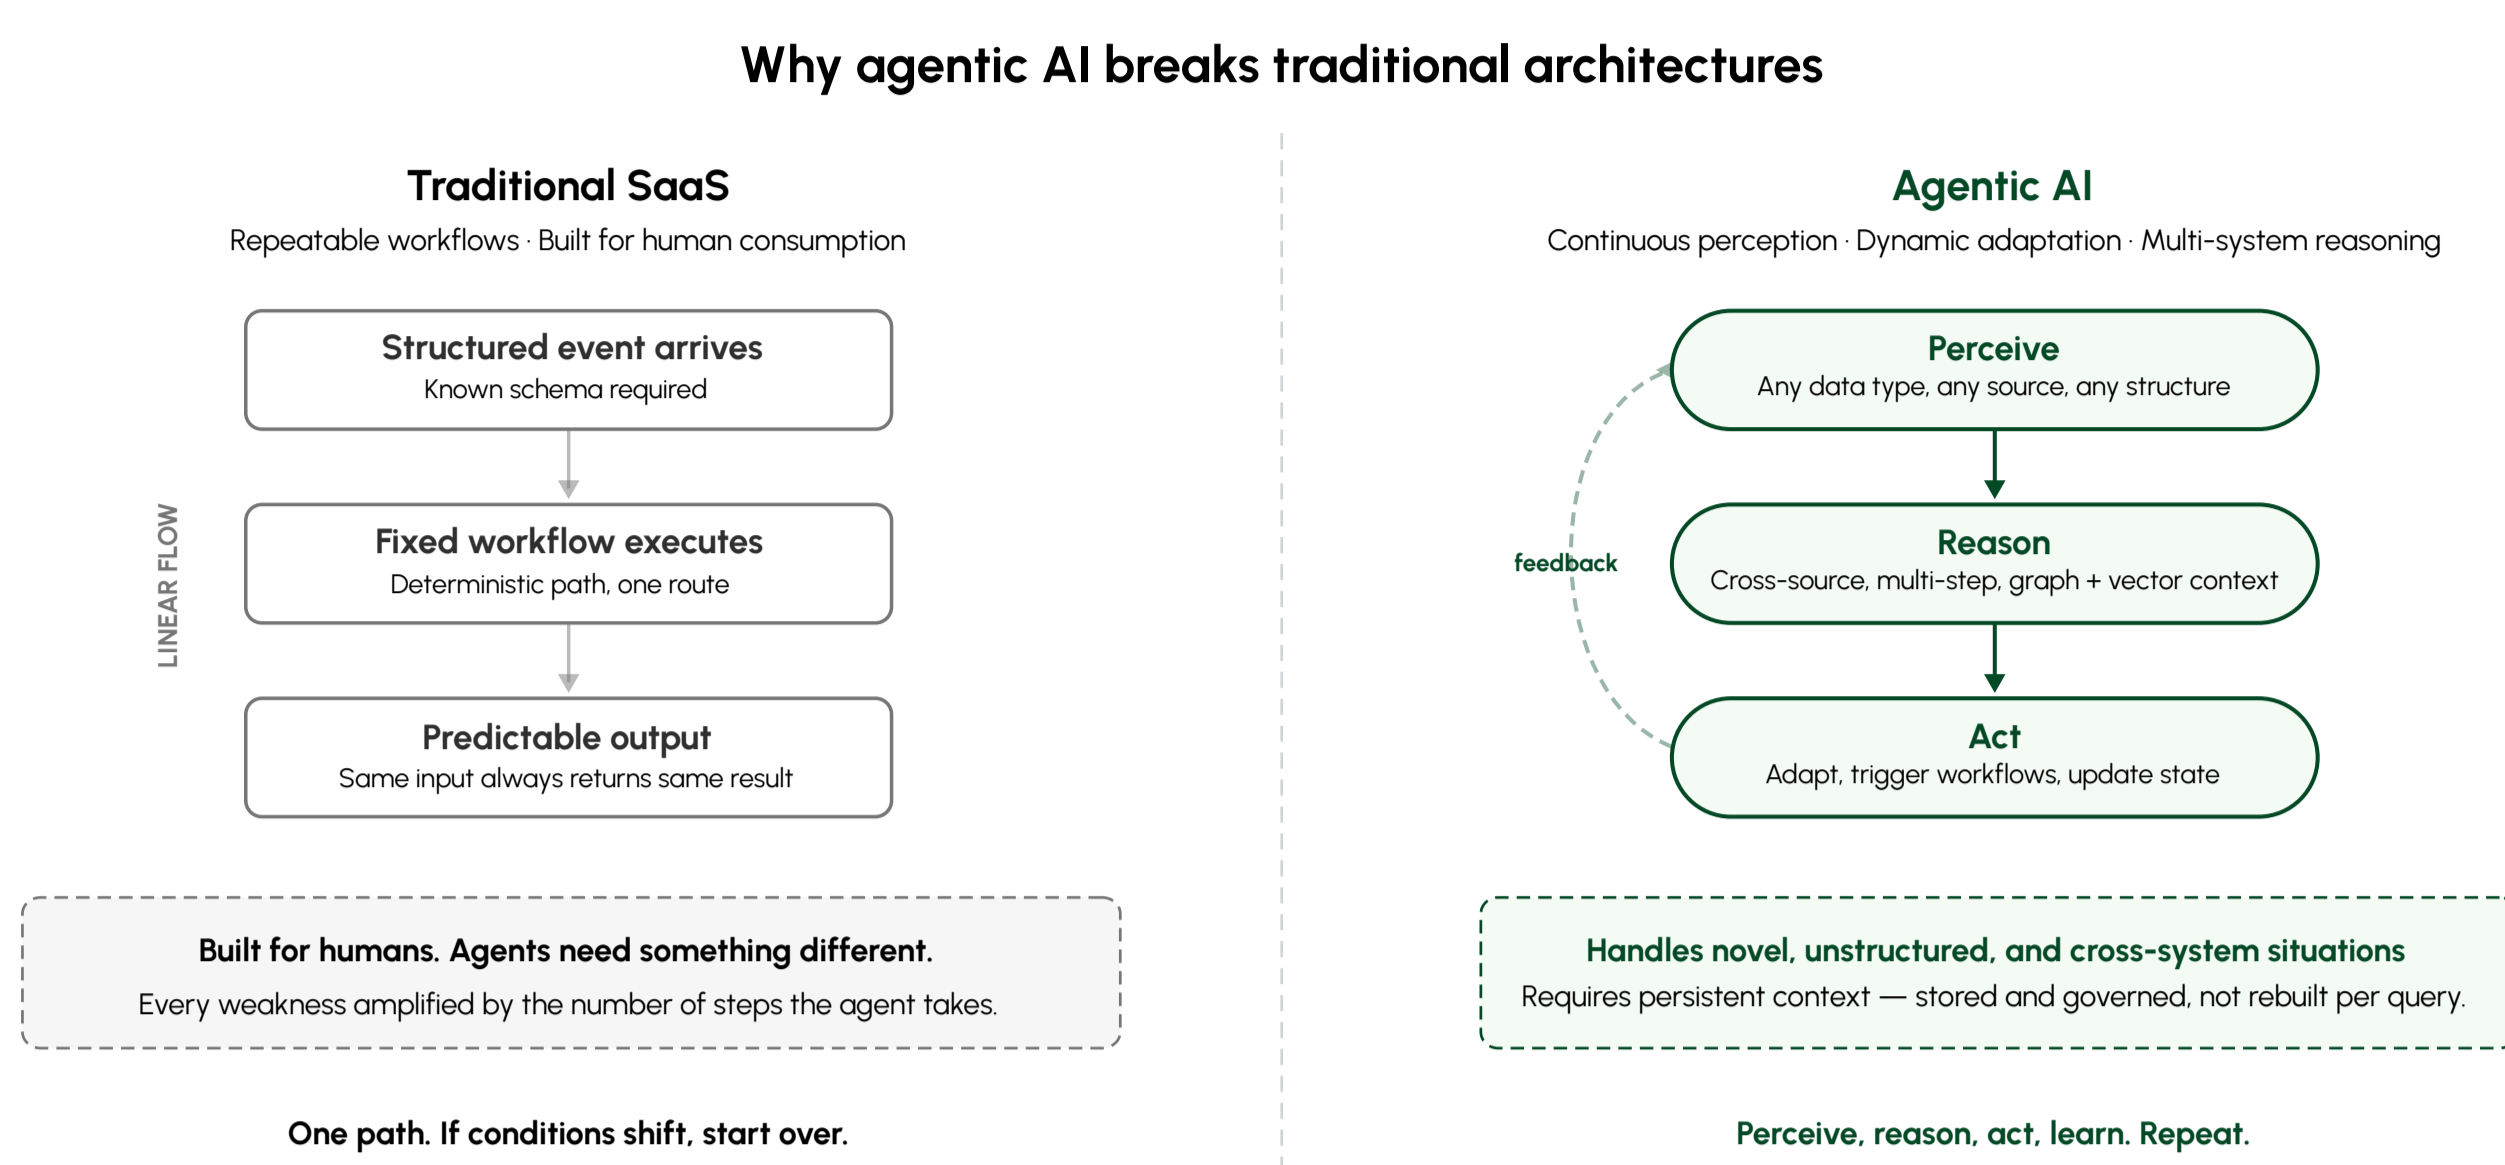 Why agentic AI breaks traditional architectures
Traditional SaaS
Repeatable workflows · Built for human consumption
Structured event arrives
Known schema required
LINEAR FLOW
Fixed workflow executes
Deterministic path, one route
Predictable output
Same input always returns same result
Built for humans. Agents need something different.
Every weakness amplified by the number of steps the agent takes.
One path. If conditions shift, start over.
Agentic AI
Continuous perception · Dynamic adaptation · Multi-system reasoning
Perceive
Any data type, any source, any structure
feedback
Reason
Cross-source, multi-step, graph + vector context
Act
Adapt, trigger workflows, update state
Handles novel, unstructured, and cross-system situations
Requires persistent context — stored and governed, not rebuilt per query.
Perceive, reason, act, learn. Repeat.